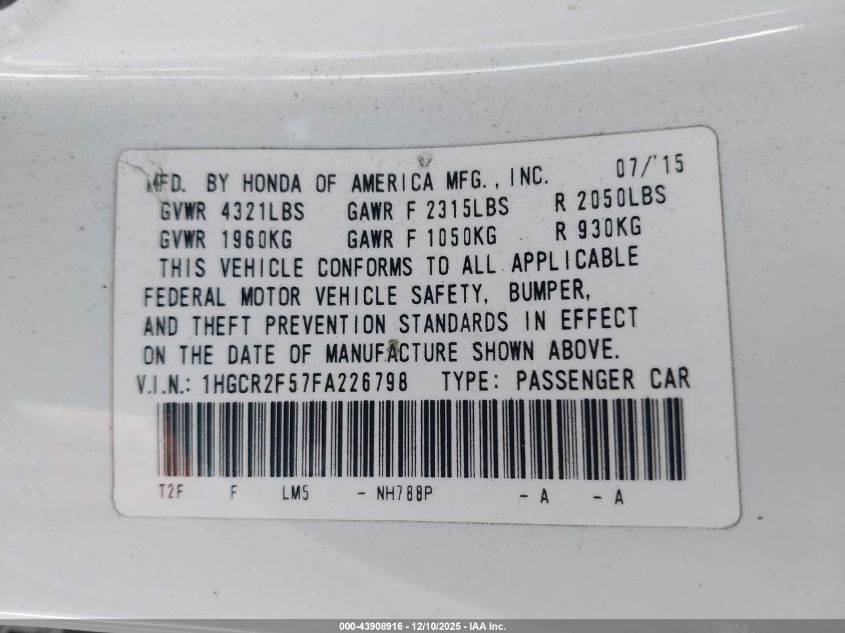 MFD. BY HONDA OF AMERICA MFG., INC. 07/'15
GVWR 4321LBS GAWR F 2315LBS R 2050LBS
GVWR 1960KG GAWR F 1050KG R 930KG
THIS VEHICLE CONFORMS TO ALL APPLICABLE
FEDERAL MOTOR VEHICLE SAFETY, BUMPER,
AND THEFT PREVENTION STANDARDS IN EFFECT
ON THE DATE OF MANUFACTURE SHOWN ABOVE.
V.I.N.: 1HGCR2F57FA226798 TYPE: PASSENGER CAR
T2F F LM5 - NH788P - A - A
000-43908916 - 12/10/2025 - IAA Inc.